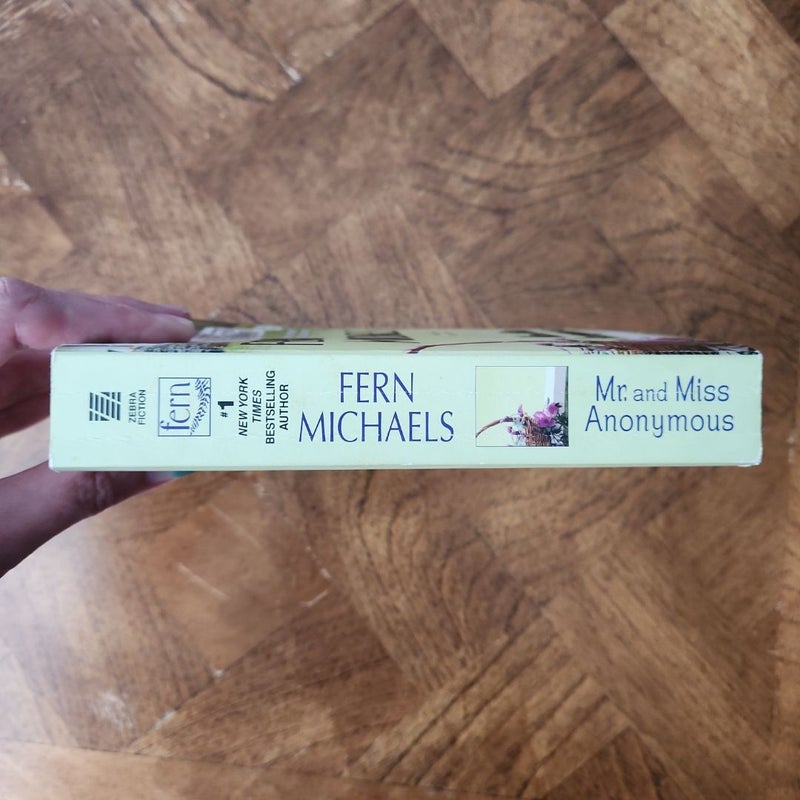 ZEBRA
FICTION
fern
#1
NEW YORK
TIMES
BESTSELLING
AUTHOR
FERN
MICHAELS
Mr. and Miss
Anonymous